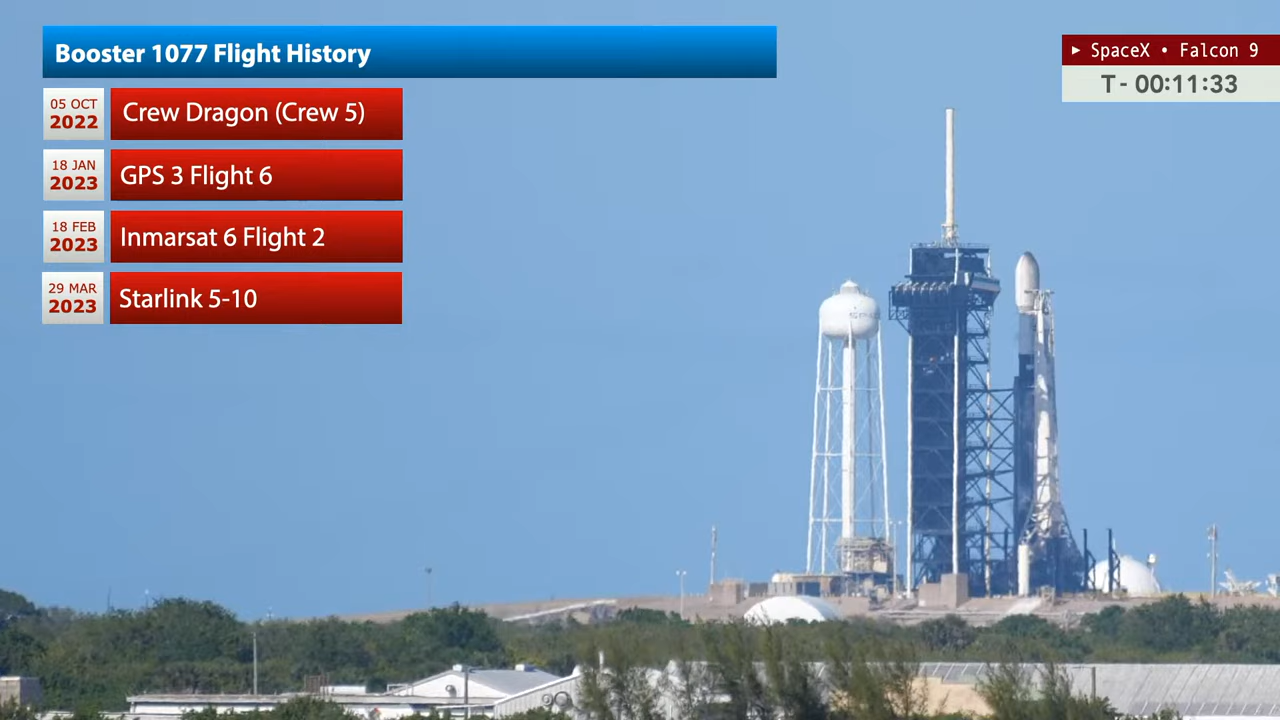 Booster 1077 Flight History
05 OCT
2022
Crew Dragon (Crew 5)
18 JAN
2023
GPS 3 Flight 6
18 FEB
2023
Inmarsat 6 Flight 2
29 MAR
2023
Starlink 5-10
► SpaceX • Falcon 9
T- 00:11:33